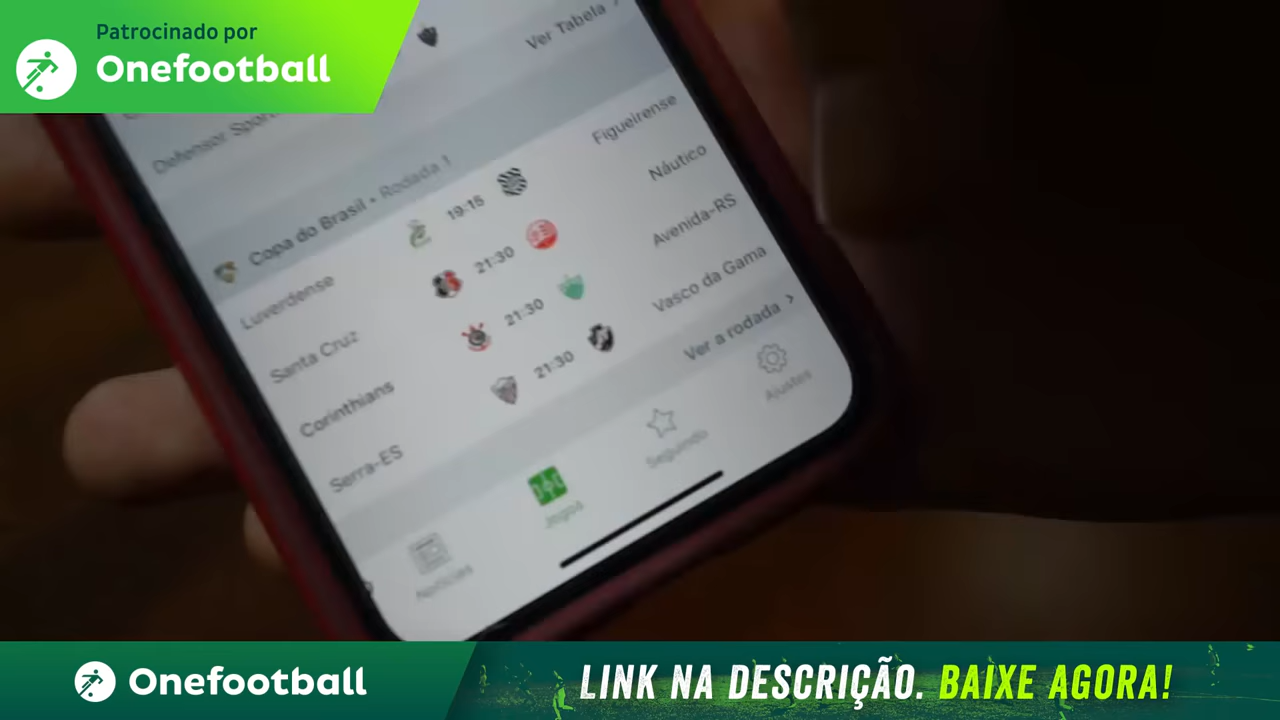 Patrocinado por
Onefootball
Ver Tabela
Defensor Sport
Copa do Brasil • Rodada 1
Luverdense 19:15 Figueirense
Santa Cruz 21:30 Náutico
Corinthians 21:30 Avenida-RS
Serra-ES 21:30 Vasco da Gama
Ver a rodada
Notícias
Jogos
Seguindo
Ajustes
Onefootball
LINK NA DESCRIÇÃO. BAIXE AGORA!